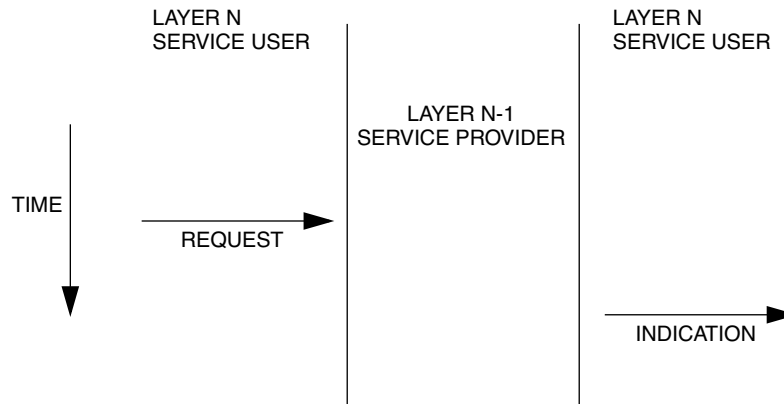 LAYER N
SERVICE USER
LAYER N
SERVICE USER
LAYER N-1
SERVICE PROVIDER
TIME
REQUEST
INDICATION